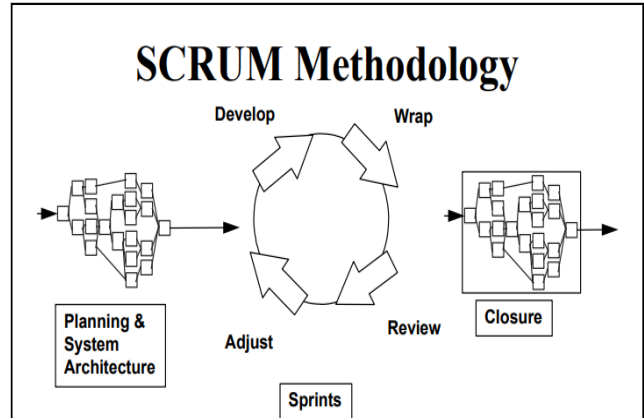 SCRUM Methodology
Develop
Wrap
Planning &
System
Architecture
Adjust
Review
Closure
Sprints